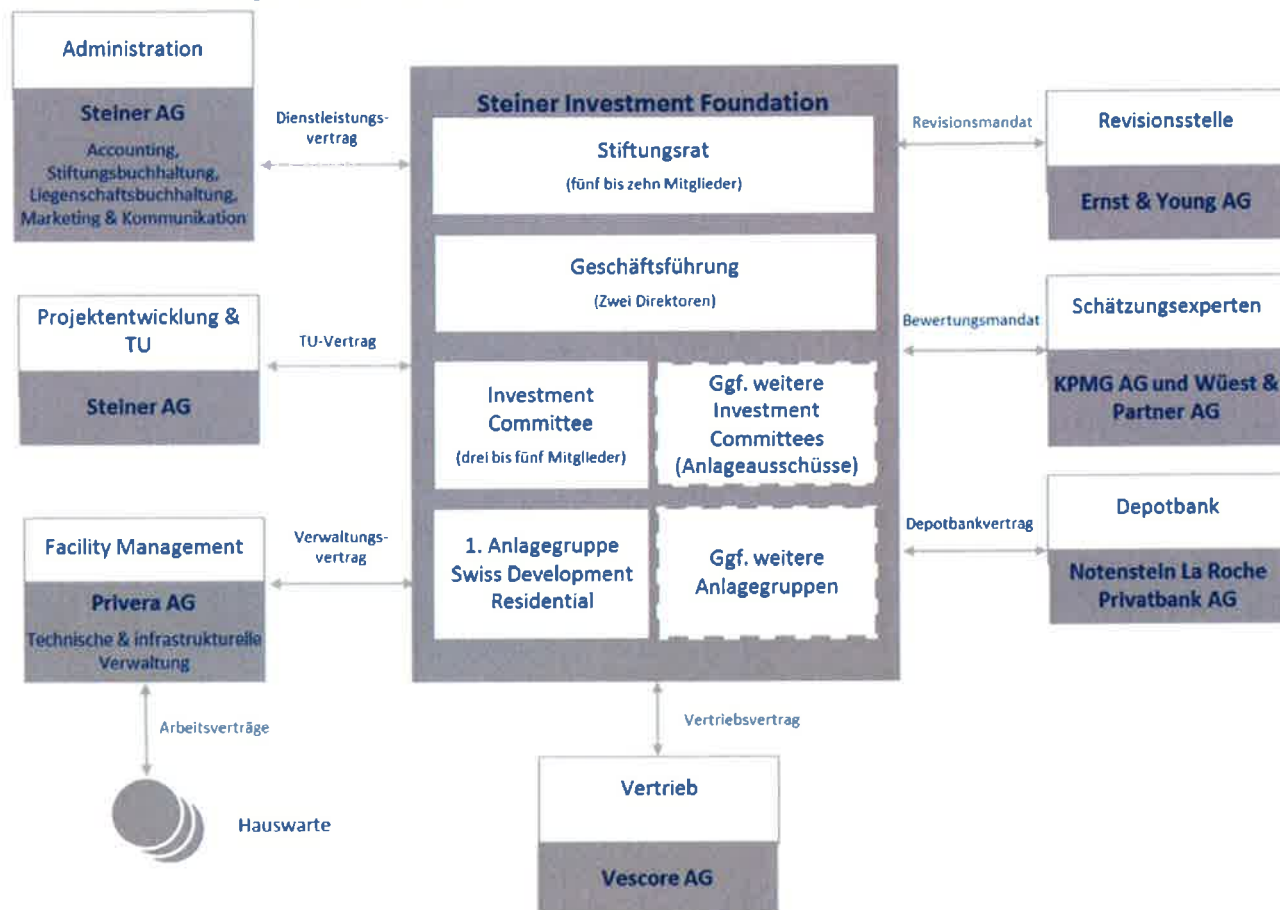 Administration
Steiner AG
Accounting,
Stiftungsbuchhaltung,
Liegenschaftsbuchhaltung,
Marketing & Kommunikation
Dienstleistungs-
vertrag
Projektentwicklung &
TU
Steiner AG
TU-Vertrag
Facility Management
Privera AG
Technische & infrastrukturelle
Verwaltung
Verwaltungs-
vertrag
Arbeitsverträge
Hauswarte
Steiner Investment Foundation
Stiftungsrat
(fünf bis zehn Mitglieder)
Geschäftsführung
(Zwei Direktoren)
Investment
Committee
(drei bis fünf Mitglieder)
Ggf. weitere
Investment
Committees
(Anlageausschüsse)
1. Anlagegruppe
Swiss Development
Residential
Ggf. weitere
Anlagegruppen
Vertriebsvertrag
Vertrieb
Vescore AG
Revisionsmandat
Revisionsstelle
Ernst & Young AG
Bewertungsmandat
Schätzungsexperten
KPMG AG und Wüest &
Partner AG
Depotbankvertrag
Depotbank
Notenstein La Roche
Privatbank AG